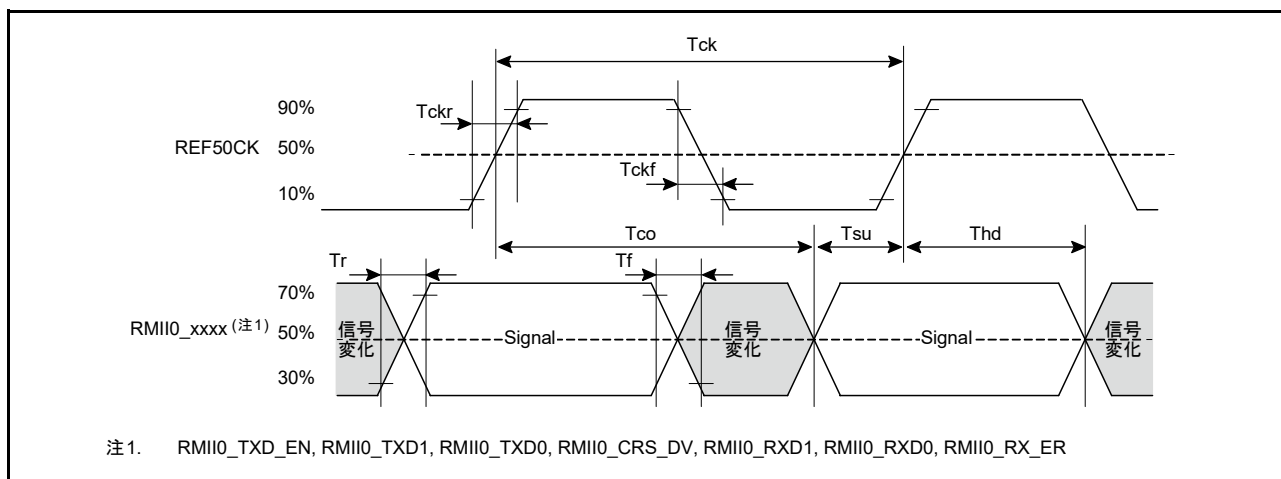 Tck
90%
Tckr
REF50CK 50%
Tckf
10%
Tco Tsu Thd
Tr Tf
70%
RMII0_xxxx (注1) 50% 信号変化 Signal 信号変化 Signal 信号変化
30%
注1. RMII0_TXD_EN, RMII0_TXD1, RMII0_TXD0, RMII0_CRS_DV, RMII0_RXD1, RMII0_RXD0, RMII0_RX_ER